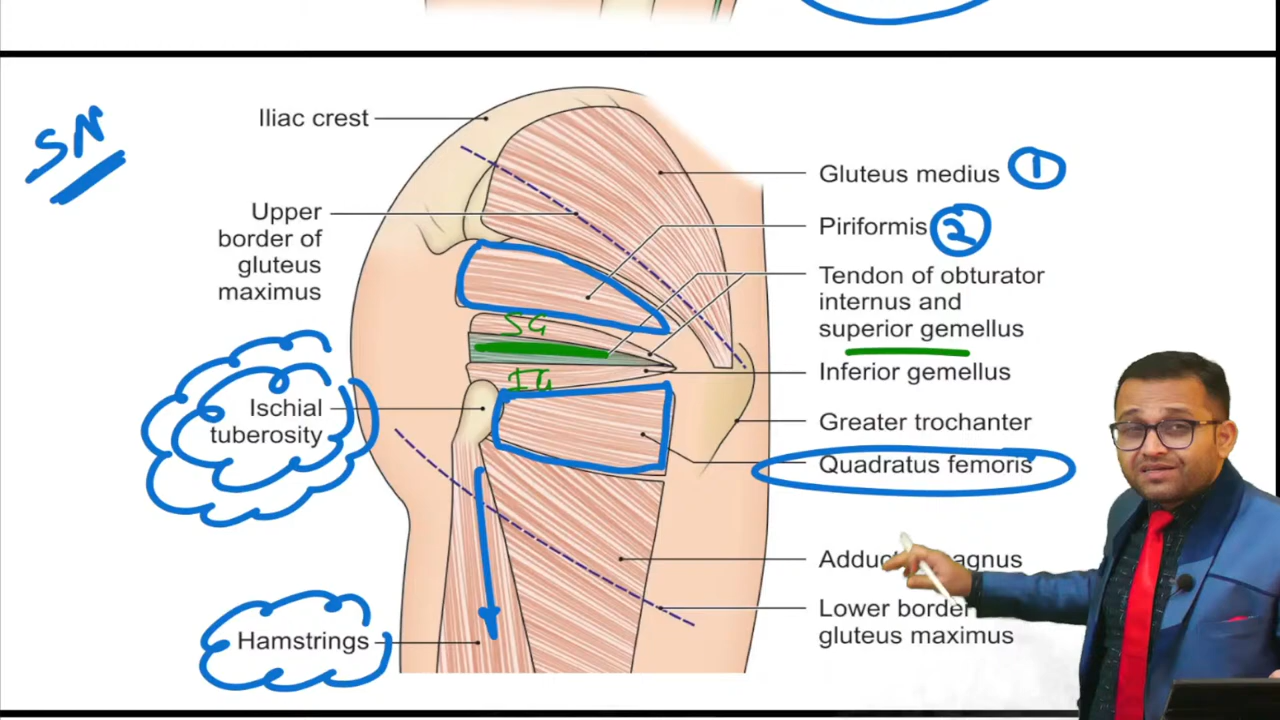 SN
Iliac crest
Upper
border of
gluteus
maximus
Ischial
tuberosity
Hamstrings
SG
IG
Gluteus medius 1
Piriformis 2
Tendon of obturator
internus and
superior gemellus
Inferior gemellus
Greater trochanter
Quadratus femoris
Lower border
gluteus maximus